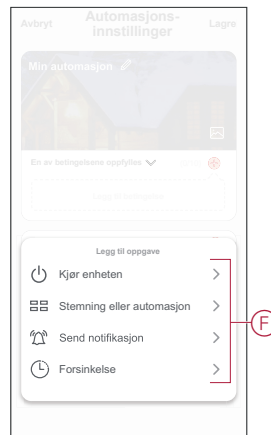 Avbryt
Automasjons-
innstillinger
Lagre
Min automasjon
En av betingelsene oppfylles
Legg til oppgave
Kjør enheten
Stemning eller automasjon
Send notifikasjon
Forsinkelse
F